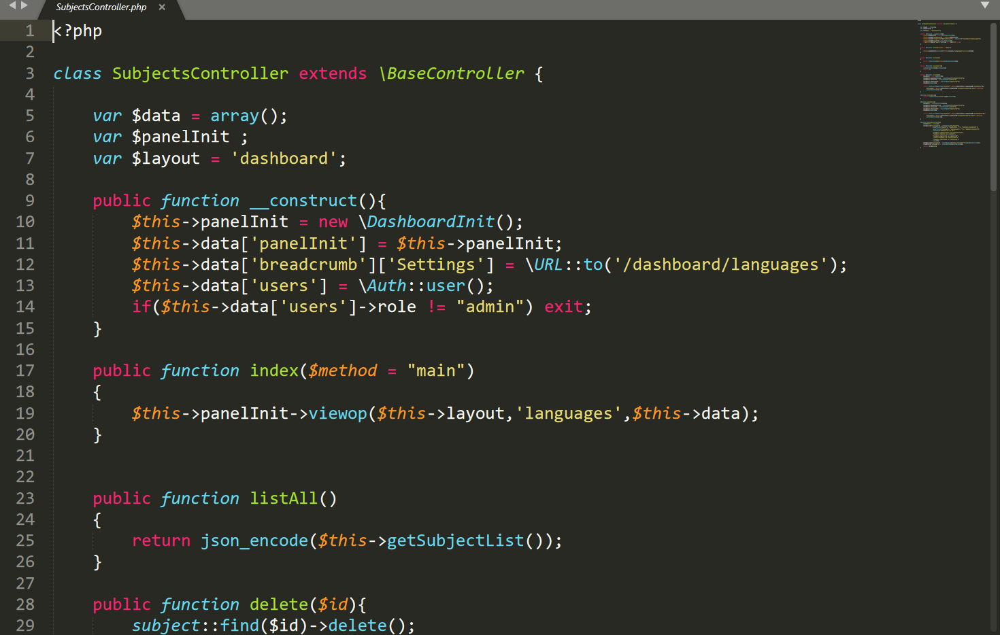 SubjectsController.php ×
1 <?php
2
3 class SubjectsController extends \BaseController {
4
5     var $data = array();
6     var $panelInit ;
7     var $layout = 'dashboard';
8
9     public function __construct(){
10         $this->panelInit = new \DashboardInit();
11         $this->data['panelInit'] = $this->panelInit;
12         $this->data['breadcrumb']['Settings'] = \URL::to('/dashboard/languages');
13         $this->data['users'] = \Auth::user();
14         if($this->data['users']->role != "admin") exit;
15     }
16
17     public function index($method = "main")
18     {
19         $this->panelInit->viewop($this->layout,'languages',$this->data);
20     }
21
22
23     public function listAll()
24     {
25         return json_encode($this->getSubjectList());
26     }
27
28     public function delete($id){
29         subject::find($id)->delete();